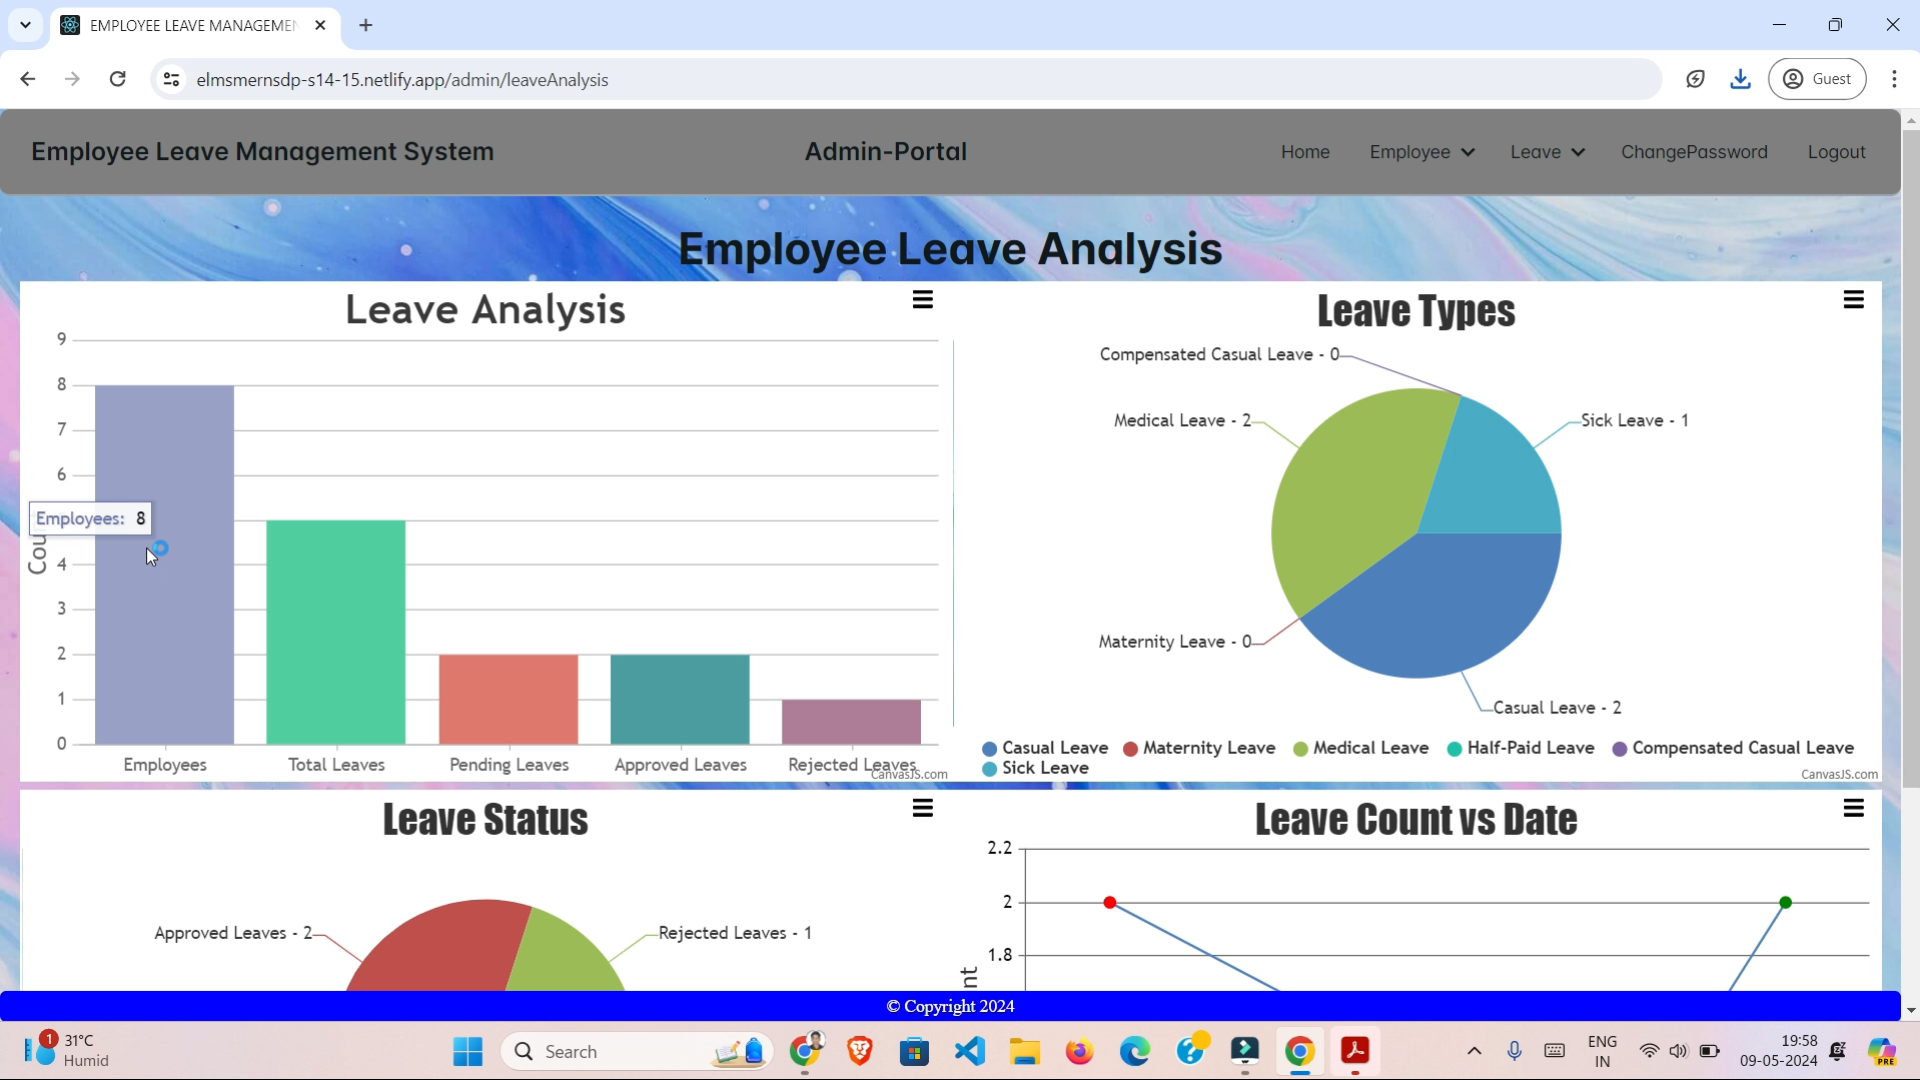 EMPLOYEE LEAVE MANAGEMEN
elmsmernsdp-s14-15.netlify.app/admin/leaveAnalysis
Guest
Employee Leave Management System
Admin-Portal
Home
Employee
Leave
ChangePassword
Logout
Employee Leave Analysis
Leave Analysis
9
8
7
6
4
3
2
1
0
Cou
Employees: 8
Employees
Total Leaves
Pending Leaves
Approved Leaves
Rejected Leaves
CanvasJS.com
Leave Types
Compensated Casual Leave - 0
Medical Leave - 2
Sick Leave - 1
Maternity Leave - 0
Casual Leave - 2
Casual Leave
Maternity Leave
Medical Leave
Half-Paid Leave
Compensated Casual Leave
Sick Leave
CanvasJS.com
Leave Status
Approved Leaves - 2
Rejected Leaves - 1
Leave Count vs Date
2.2
2
1.8
nt
© Copyright 2024
1
31°C
Humid
Search
ENG
IN
19:58
09-05-2024
PRE